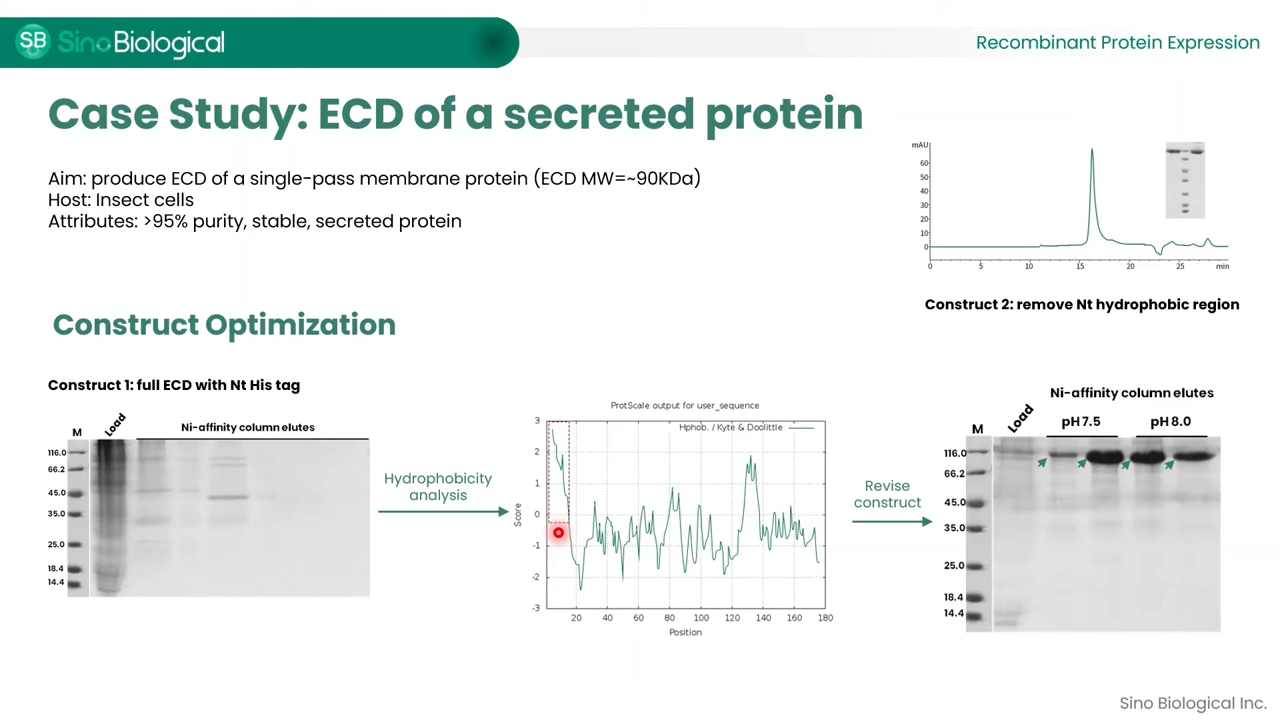 SB SinoBiological
Recombinant Protein Expression
Case Study: ECD of a secreted protein
Aim: produce ECD of a single-pass membrane protein (ECD MW=~90KDa)
Host: Insect cells
Attributes: >95% purity, stable, secreted protein
mAU
60
50
40
30
20
10
0
0 5 10 15 20 25 min
Construct 2: remove Nt hydrophobic region
Construct Optimization
Construct 1: full ECD with Nt His tag
M Load Ni-affinity column elutes
116.0
66.2
45.0
35.0
25.0
18.4
14.4
Hydrophobicity
analysis
ProtScale output for user_sequence
Hphob. / Kyte & Doolittle
Score
3
2
1
0
-1
-2
-3
20 40 60 80 100 120 140 160 180
Position
Revise
construct
Ni-affinity column elutes
M Load pH 7.5 pH 8.0
116.0
66.2
45.0
35.0
25.0
18.4
14.4
Sino Biological Inc.